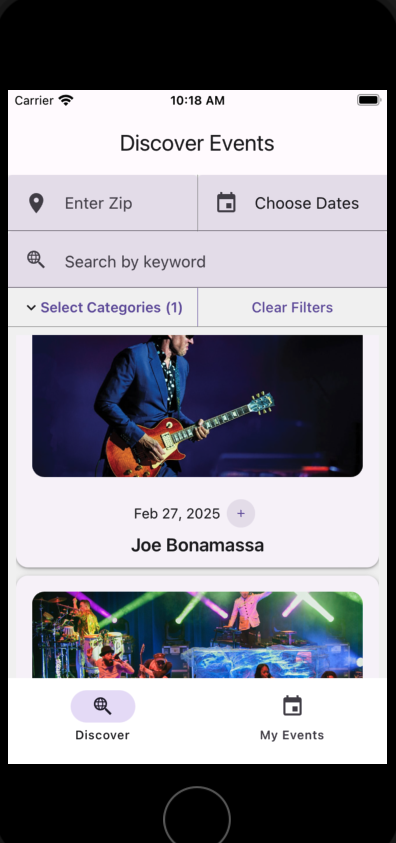 Carrier 10:18 AM
Discover Events
Enter Zip Choose Dates
Search by keyword
Select Categories (1) Clear Filters
Feb 27, 2025 +
Joe Bonamassa
Discover My Events